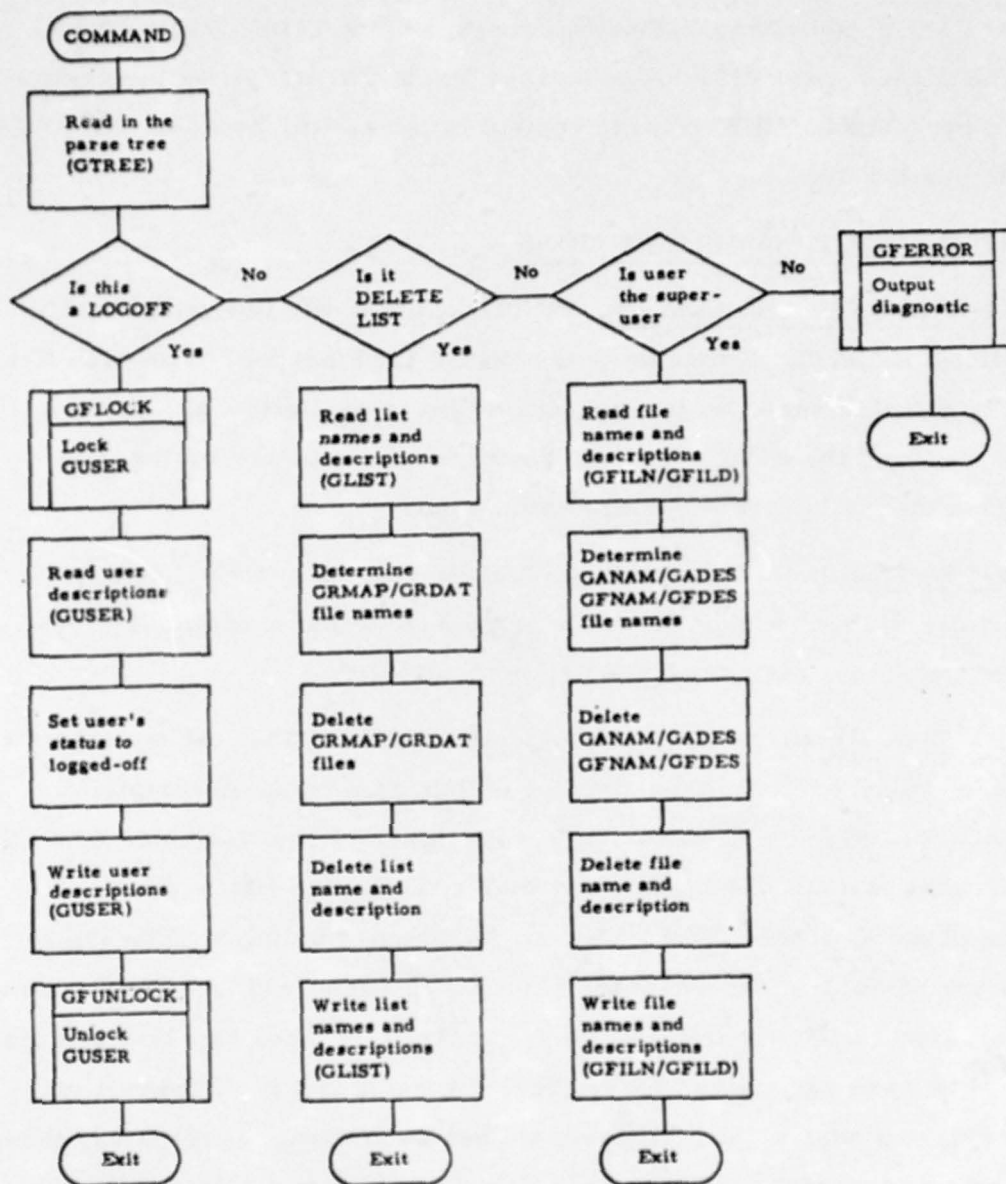 COMMAND
Read in the
parse tree
(GTREE)
Is this
a LOGOFF
No
Yes
Is it
DELETE
LIST
No
Yes
Is user
the super-
user
No
Yes
GFERROR
Output
diagnostic
Exit
GFLOCK
Lock
GUSER
Read user
descriptions
(GUSER)
Set user's
status to
logged-off
Write user
descriptions
(GUSER)
GFUNLOCK
Unlock
GUSER
Exit
Read list
names and
descriptions
(GLIST)
Determine
GRMAP/GRDAT
file names
Delete
GRMAP/GRDAT
files
Delete list
name and
description
Write list
names and
descriptions
(GLIST)
Exit
Read file
names and
descriptions
(GFILN/GFILD)
Determine
GANAM/GADES
GFNAM/GFDES
file names
Delete
GANAM/GADES
GFNAM/GFDES
Delete file
name and
description
Write file
names and
descriptions
(GFILN/GFILD)
Exit